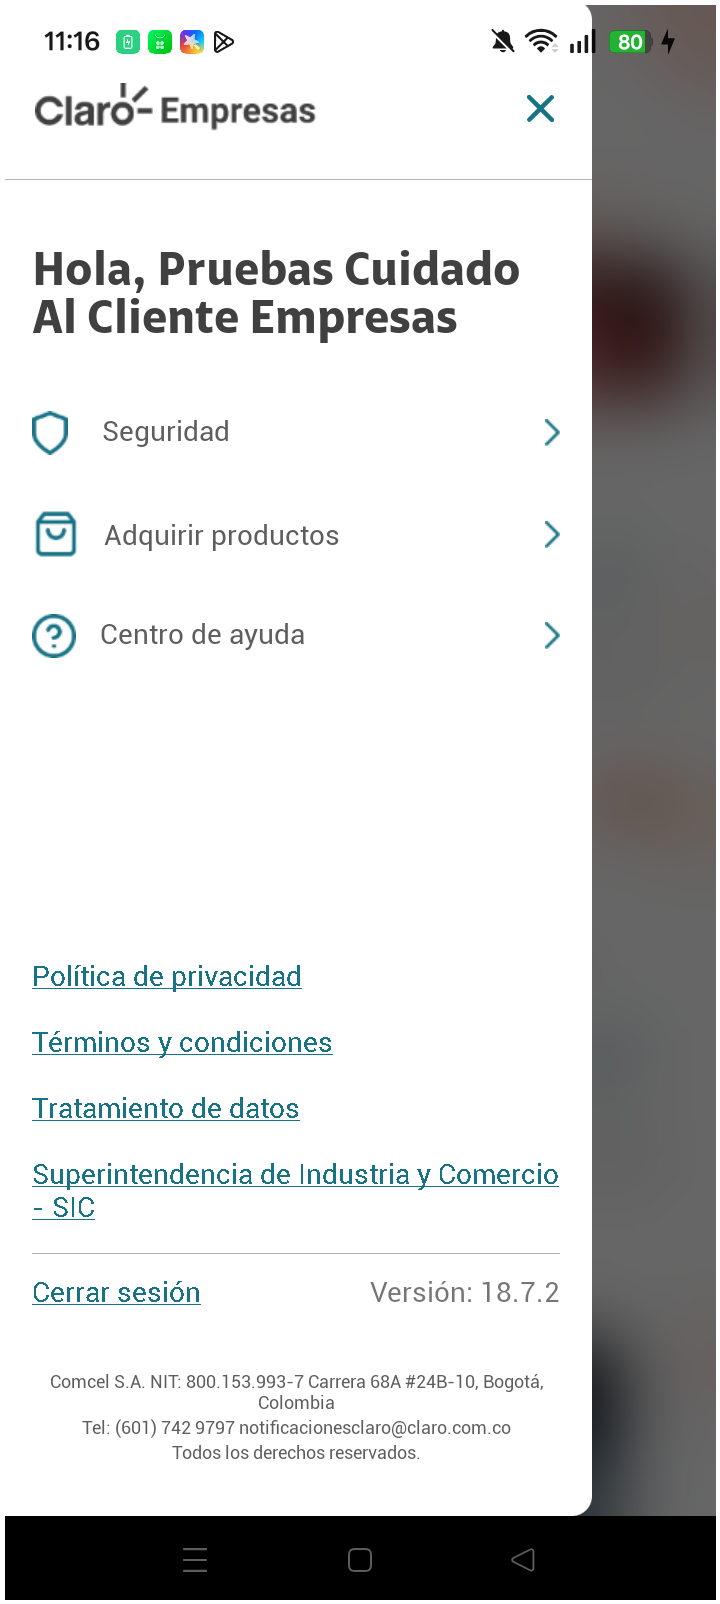 11:16
80
Claro Empresas
Hola, Pruebas Cuidado
Al Cliente Empresas
Seguridad
Adquirir productos
Centro de ayuda
Política de privacidad
Términos y condiciones
Tratamiento de datos
Superintendencia de Industria y Comercio
- SIC
Cerrar sesión
Versión: 18.7.2
Comcel S.A. NIT: 800.153.993-7 Carrera 68A #24B-10, Bogotá,
Colombia
Tel: (601) 742 9797 notificacionesclaro@claro.com.co
Todos los derechos reservados.